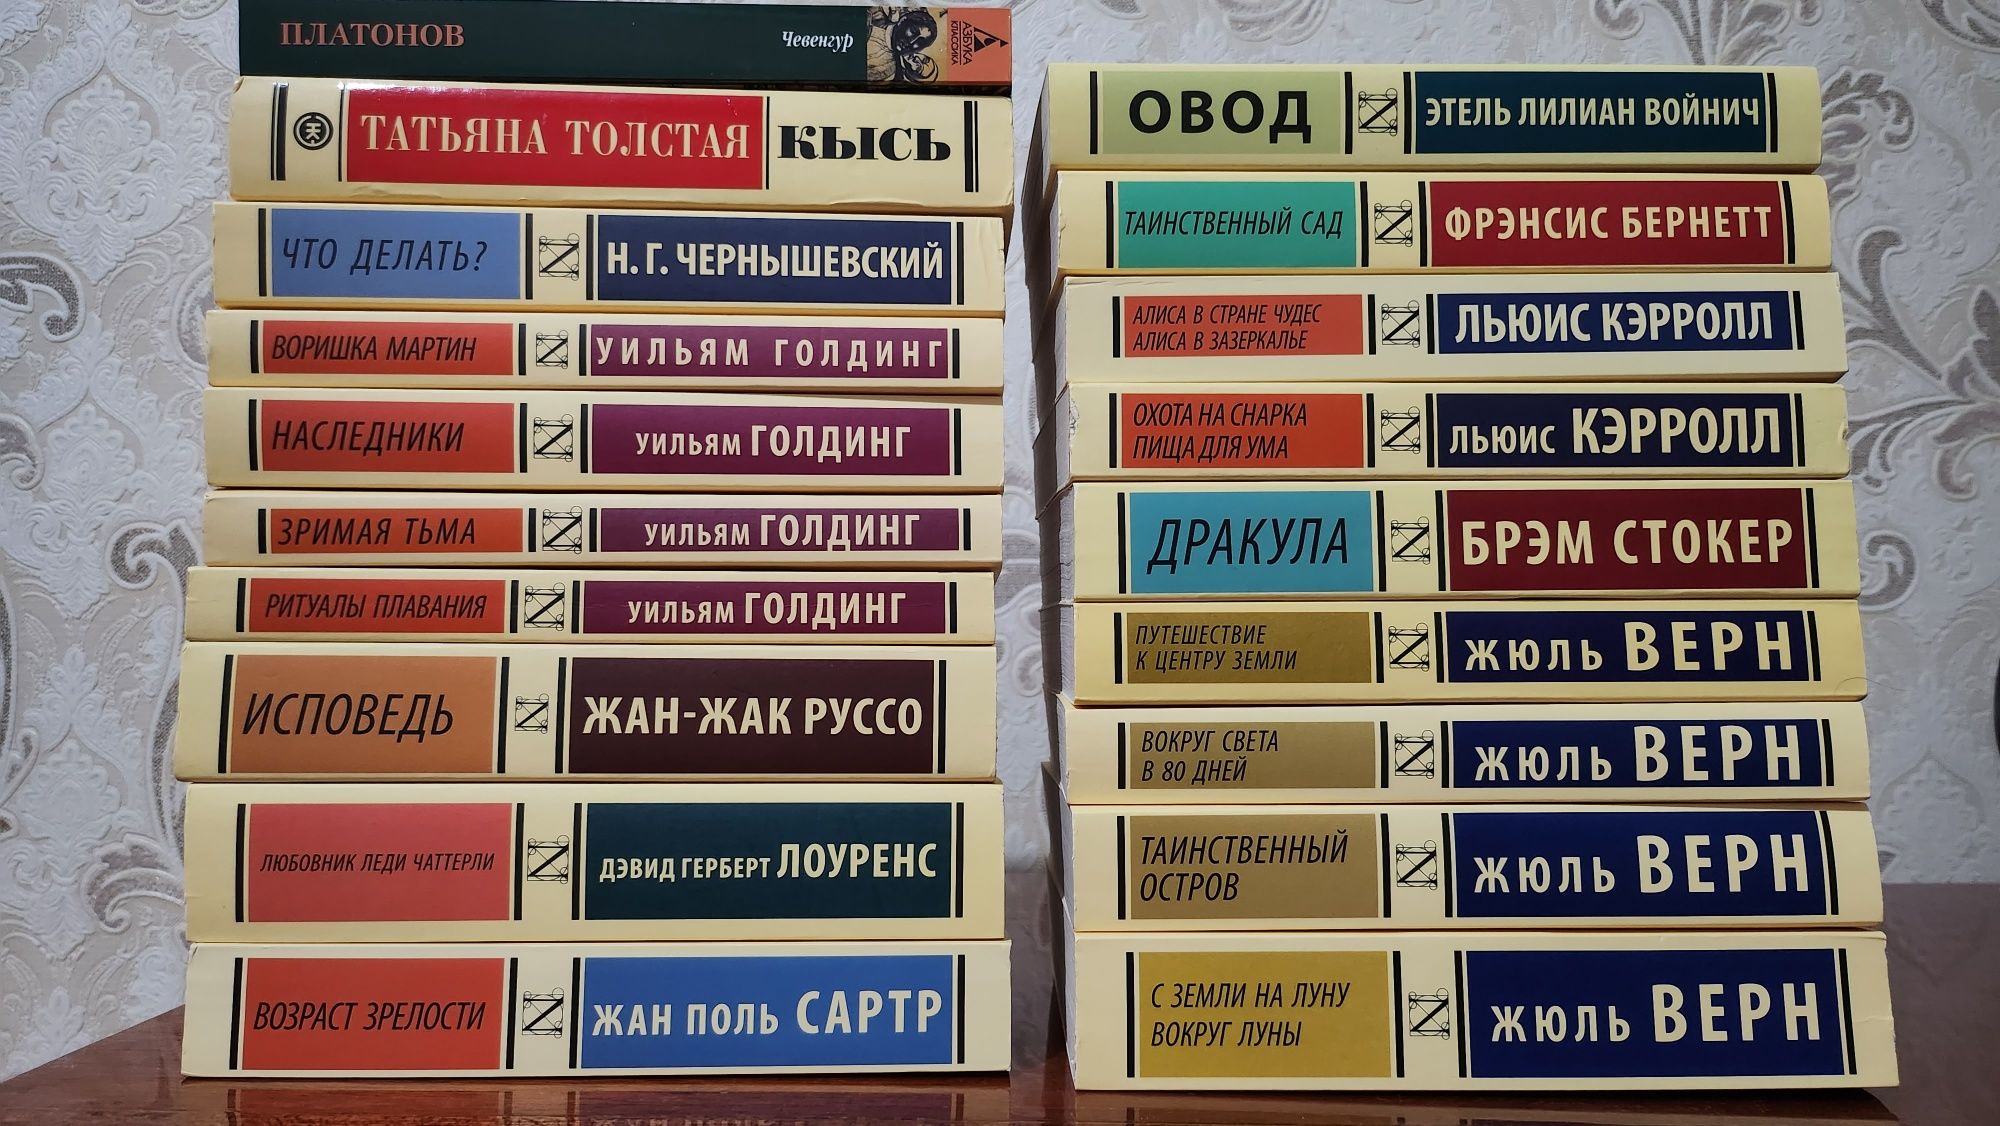 ПЛАТОНОВ Чевенгур АЗБУКА
КЛАССИКА
ТАТЬЯНА ТОЛСТАЯ КЫСЬ
ЧТО ДЕЛАТЬ? Н. Г. ЧЕРНЫШЕВСКИЙ
ВОРИШКА МАРТИН УИЛЬЯМ ГОЛДИНГ
НАСЛЕДНИКИ УИЛЬЯМ ГОЛДИНГ
ЗРИМАЯ ТЬМА УИЛЬЯМ ГОЛДИНГ
РИТУАЛЫ ПЛАВАНИЯ УИЛЬЯМ ГОЛДИНГ
ИСПОВЕДЬ ЖАН-ЖАК РУССО
ЛЮБОВНИК ЛЕДИ ЧАТТЕРЛИ ДЭВИД ГЕРБЕРТ ЛОУРЕНС
ВОЗРАСТ ЗРЕЛОСТИ ЖАН ПОЛЬ САРТР
ОВОД ЭТЕЛЬ ЛИЛИАН ВОЙНИЧ
ТАИНСТВЕННЫЙ САД ФРЭНСИС БЕРНЕТТ
АЛИСА В СТРАНЕ ЧУДЕС
АЛИСА В ЗАЗЕРКАЛЬЕ
ЛЬЮИС КЭРРОЛЛ
ОХОТА НА СНАРКА
ПИЩА ДЛЯ УМА
ЛЬЮИС КЭРРОЛЛ
ДРАКУЛА БРЭМ СТОКЕР
ПУТЕШЕСТВИЕ
К ЦЕНТРУ ЗЕМЛИ
ЖЮЛЬ ВЕРН
ВОКРУГ СВЕТА
В 80 ДНЕЙ
ЖЮЛЬ ВЕРН
ТАИНСТВЕННЫЙ
ОСТРОВ
ЖЮЛЬ ВЕРН
С ЗЕМЛИ НА ЛУНУ
ВОКРУГ ЛУНЫ
ЖЮЛЬ ВЕРН